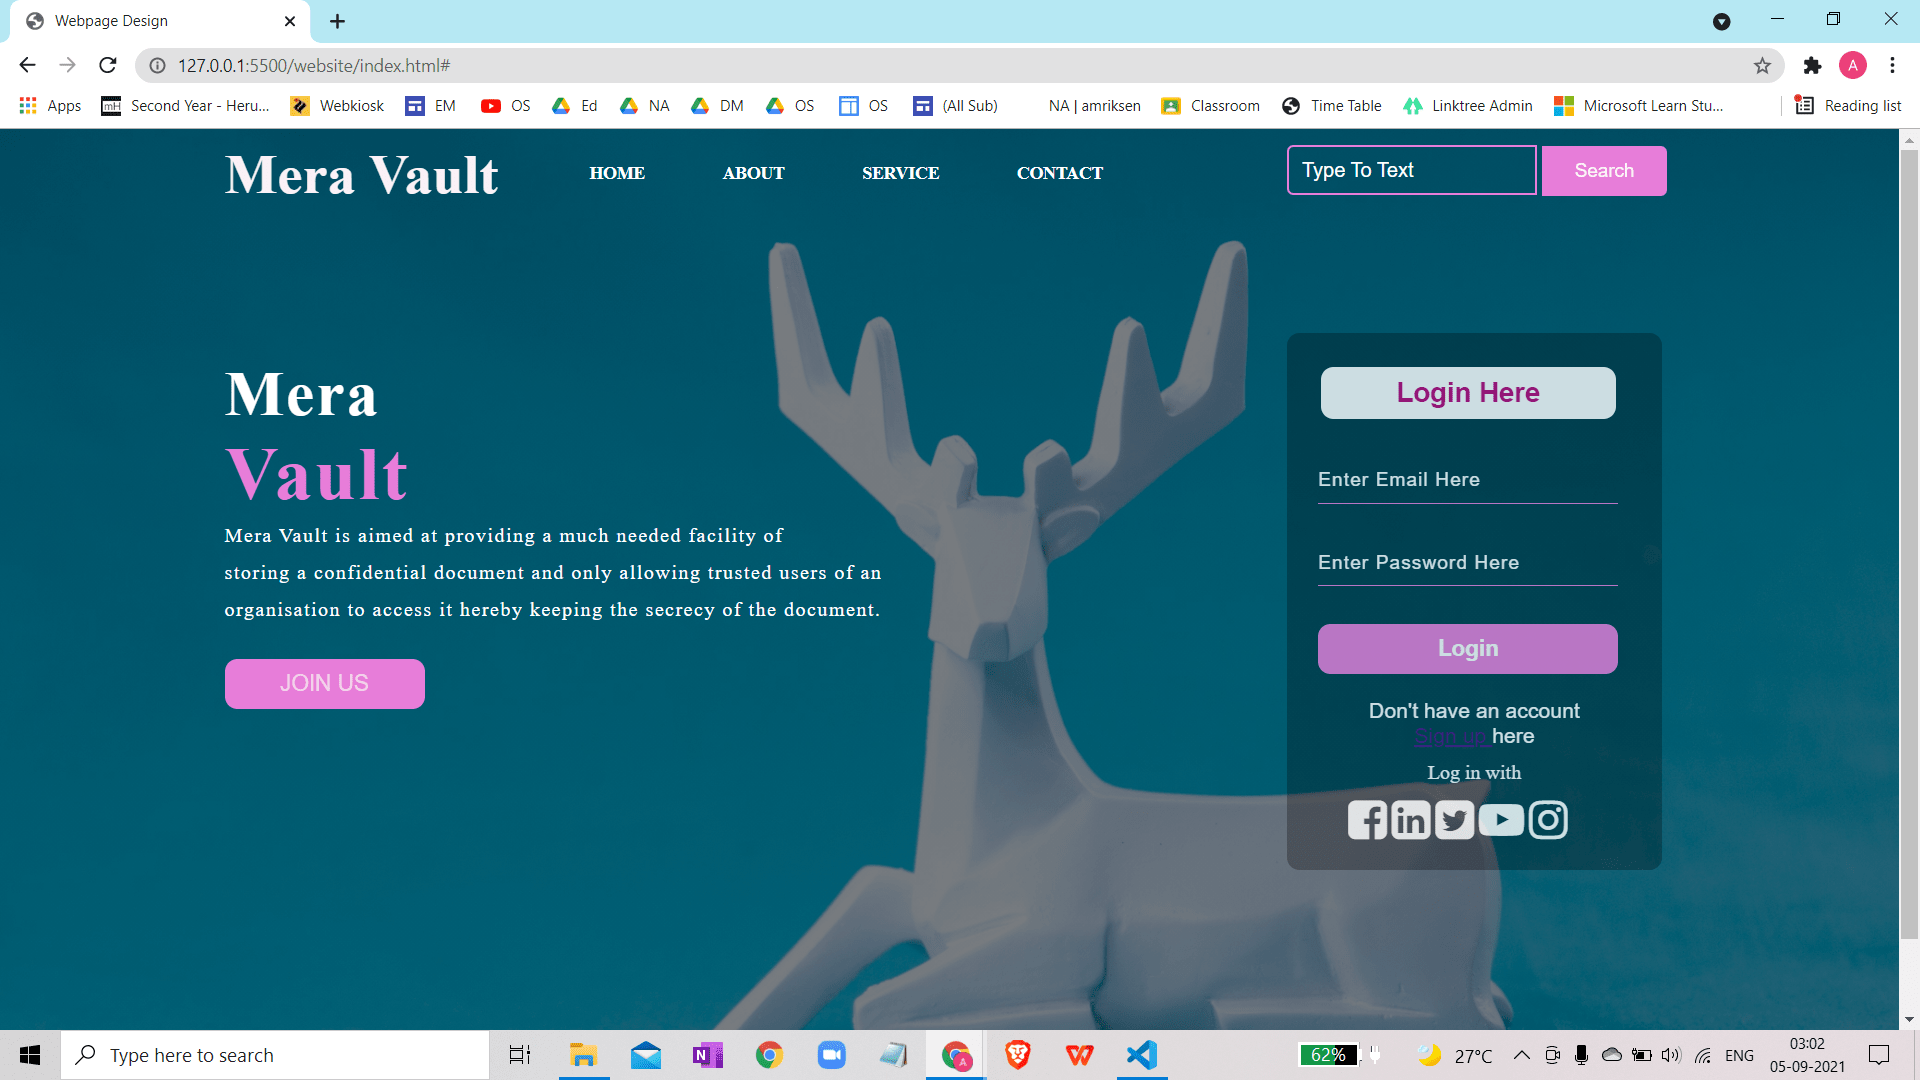 Webpage Design
127.0.0.1:5500/website/index.html#
A
Apps
mH Second Year - Heru...
Webkiosk
EM
OS
Ed
NA
DM
OS
OS
(All Sub)
NA | amriksen
Classroom
Time Table
Linktree Admin
Microsoft Learn Stu...
Reading list
Mera Vault
HOME
ABOUT
SERVICE
CONTACT
Type To Text
Search
Mera
Vault
Mera Vault is aimed at providing a much needed facility of
storing a confidential document and only allowing trusted users of an
organisation to access it hereby keeping the secrecy of the document.
JOIN US
Login Here
Enter Email Here
Enter Password Here
Login
Don't have an account
Sign up here
Log in with
Type here to search
62%
27°C
ENG
03:02
05-09-2021